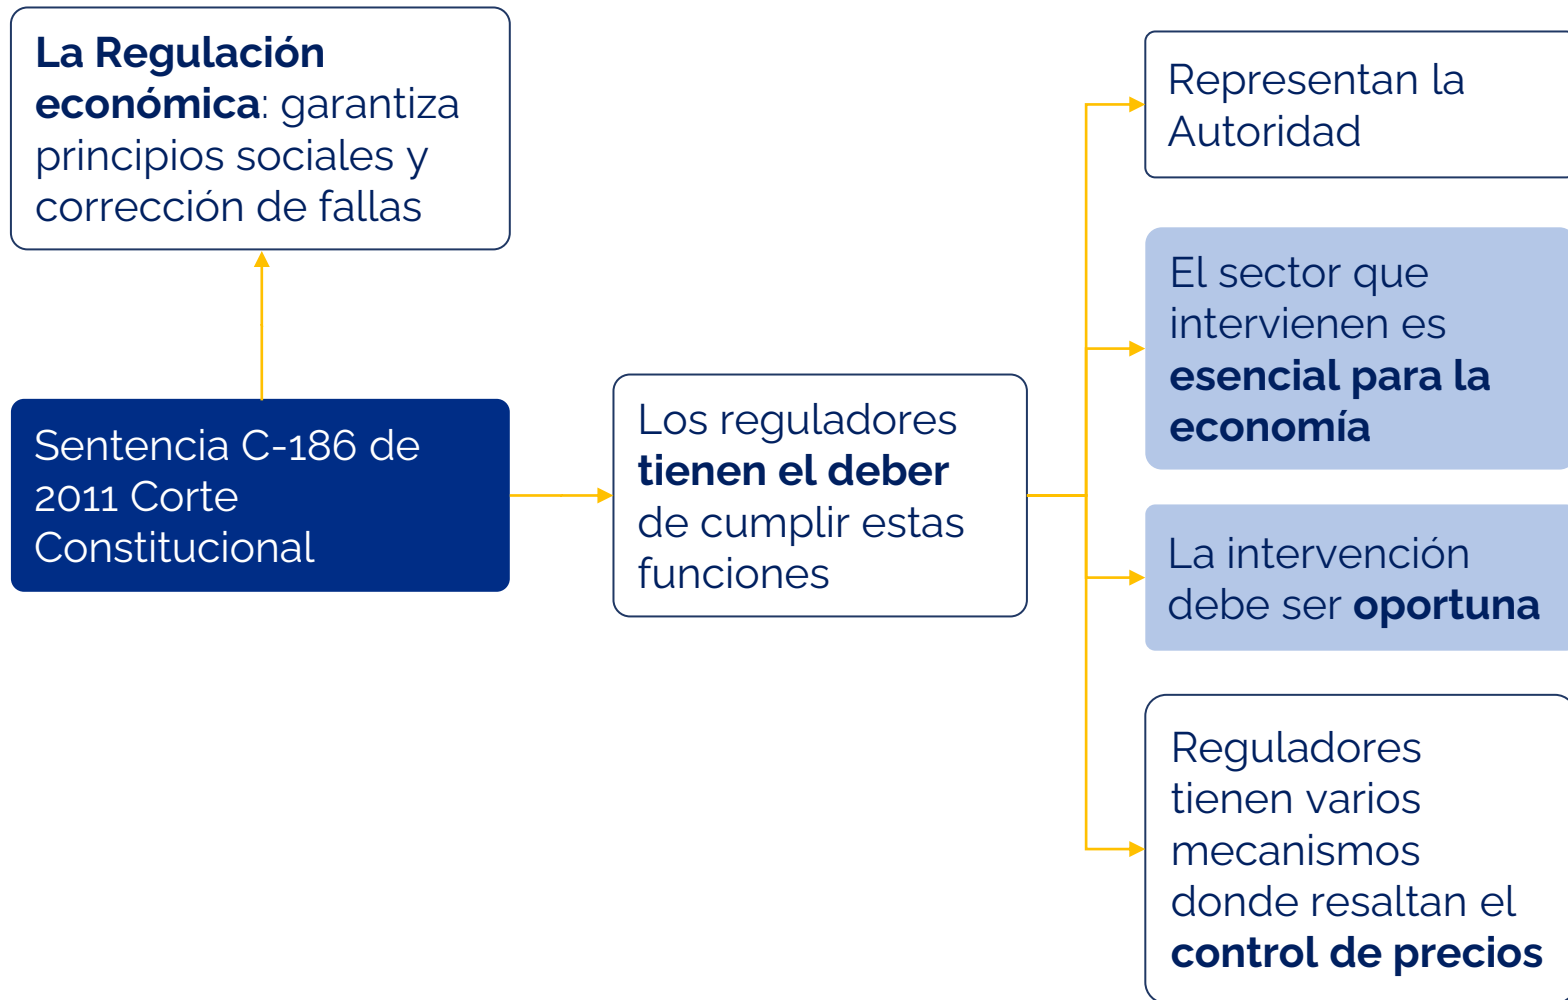 La Regulación
económica: garantiza
principios sociales y
corrección de fallas
Sentencia C-186 de
2011 Corte
Constitucional
Los reguladores
tienen el deber
de cumplir estas
funciones
Representan la
Autoridad
El sector que
intervienen es
esencial para la
economía
La intervención
debe ser oportuna
Reguladores
tienen varios
mecanismos
donde resaltan el
control de precios